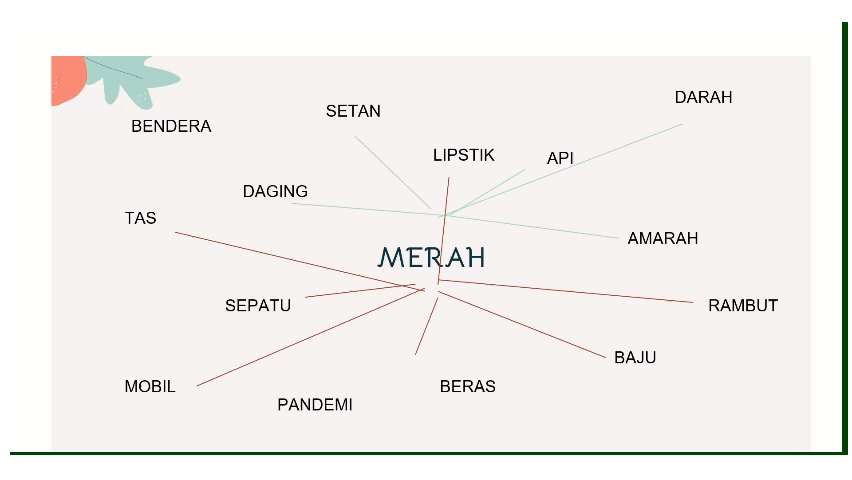 DARAH
SETAN
BENDERA
LIPSTIK
API
DAGING
TAS
AMARAH
MERAH
SEPATU
RAMBUT
BAJU
MOBIL
BERAS
PANDEMI